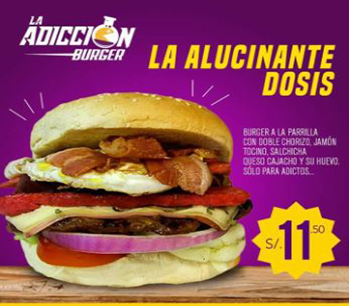 LA
ADICCIÓN
BURGER
LA ALUCINANTE
DOSIS
BURGER A LA PARRILLA
CON DOBLE CHORIZO, JAMÓN
TOCINO, SALCHICHA
QUESO CAJACHO Y SU HUEVO.
SÓLO PARA ADICTOS...
S/. 11.50